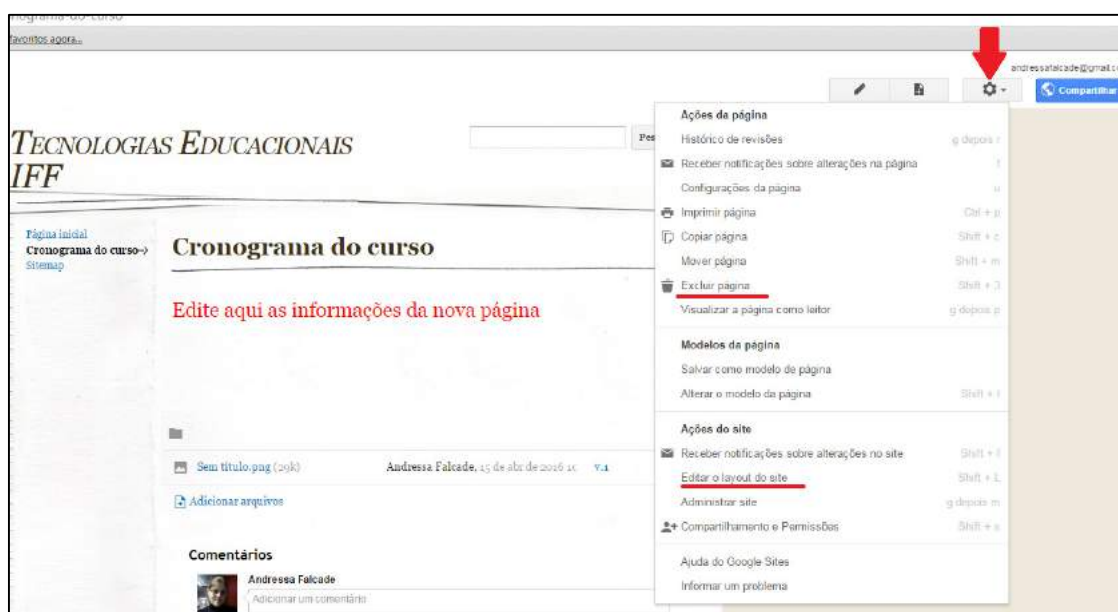 favoritos agora...
andressafalcade@gmail.c
Compartilhar
TECNOLOGIAS EDUCACIONAIS
IFF
Pes
Página inicial
Cronograma do curso->
Sitemap
Cronograma do curso
Edite aqui as informações da nova página
Sem título.png (29k)
Andressa Falcade, 15 de abr de 2016 1
v.1
Adicionar arquivos
Comentários
Andressa Falcade
Adicionar um comentário
Ações da página
Histórico de revisões g depois r
Receber notificações sobre alterações na página
Configurações da página u
Imprimir página Ctrl + p
Copiar página Shift + c
Mover página Shift + m
Excluir página Shift + 3
Visualizar a página como leitor g depois p
Modelos da página
Salvar como modelo de página
Alterar o modelo da página Shift +
Ações do site
Receber notificações sobre alterações no site Shift +
Editar o layout do site Shift + L
Administrar site g depois m
Compartilhamento e Permissões Shift + s
Ajuda do Google Sites
Informar um problema